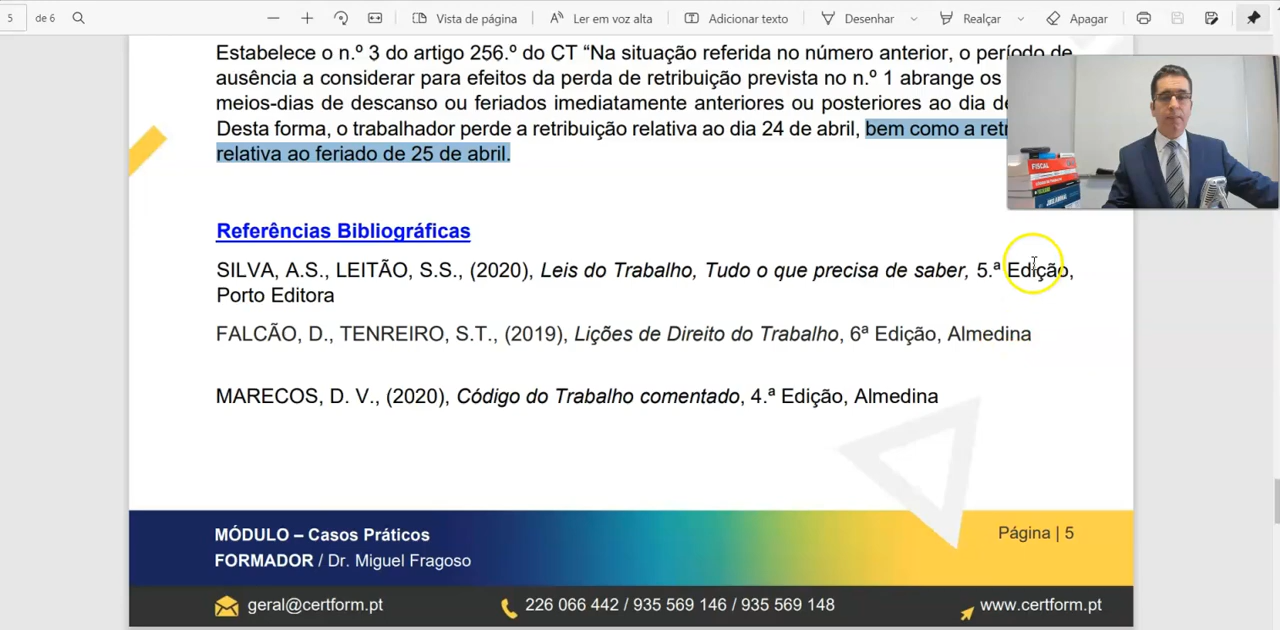 5 de 6 Vista de página Ler em voz alta Adicionar texto Desenhar Realçar Apagar
Estabelece o n.º 3 do artigo 256.º do CT “Na situação referida no número anterior, o período de
ausência a considerar para efeitos da perda de retribuição prevista no n.º 1 abrange os
meios-dias de descanso ou feriados imediatamente anteriores ou posteriores ao dia
Desta forma, o trabalhador perde a retribuição relativa ao dia 24 de abril, bem como a
relativa ao feriado de 25 de abril.
FISCAL
Referências Bibliográficas
SILVA, A.S., LEITÃO, S.S., (2020), Leis do Trabalho, Tudo o que precisa de saber, 5.ª Edição,
Porto Editora
FALCÃO, D., TENREIRO, S.T., (2019), Lições de Direito do Trabalho, 6ª Edição, Almedina
MARECOS, D. V., (2020), Código do Trabalho comentado, 4.ª Edição, Almedina
MÓDULO – Casos Práticos
Página | 5
FORMADOR / Dr. Miguel Fragoso
geral@certform.pt 226 066 442 / 935 569 146 / 935 569 148 www.certform.pt